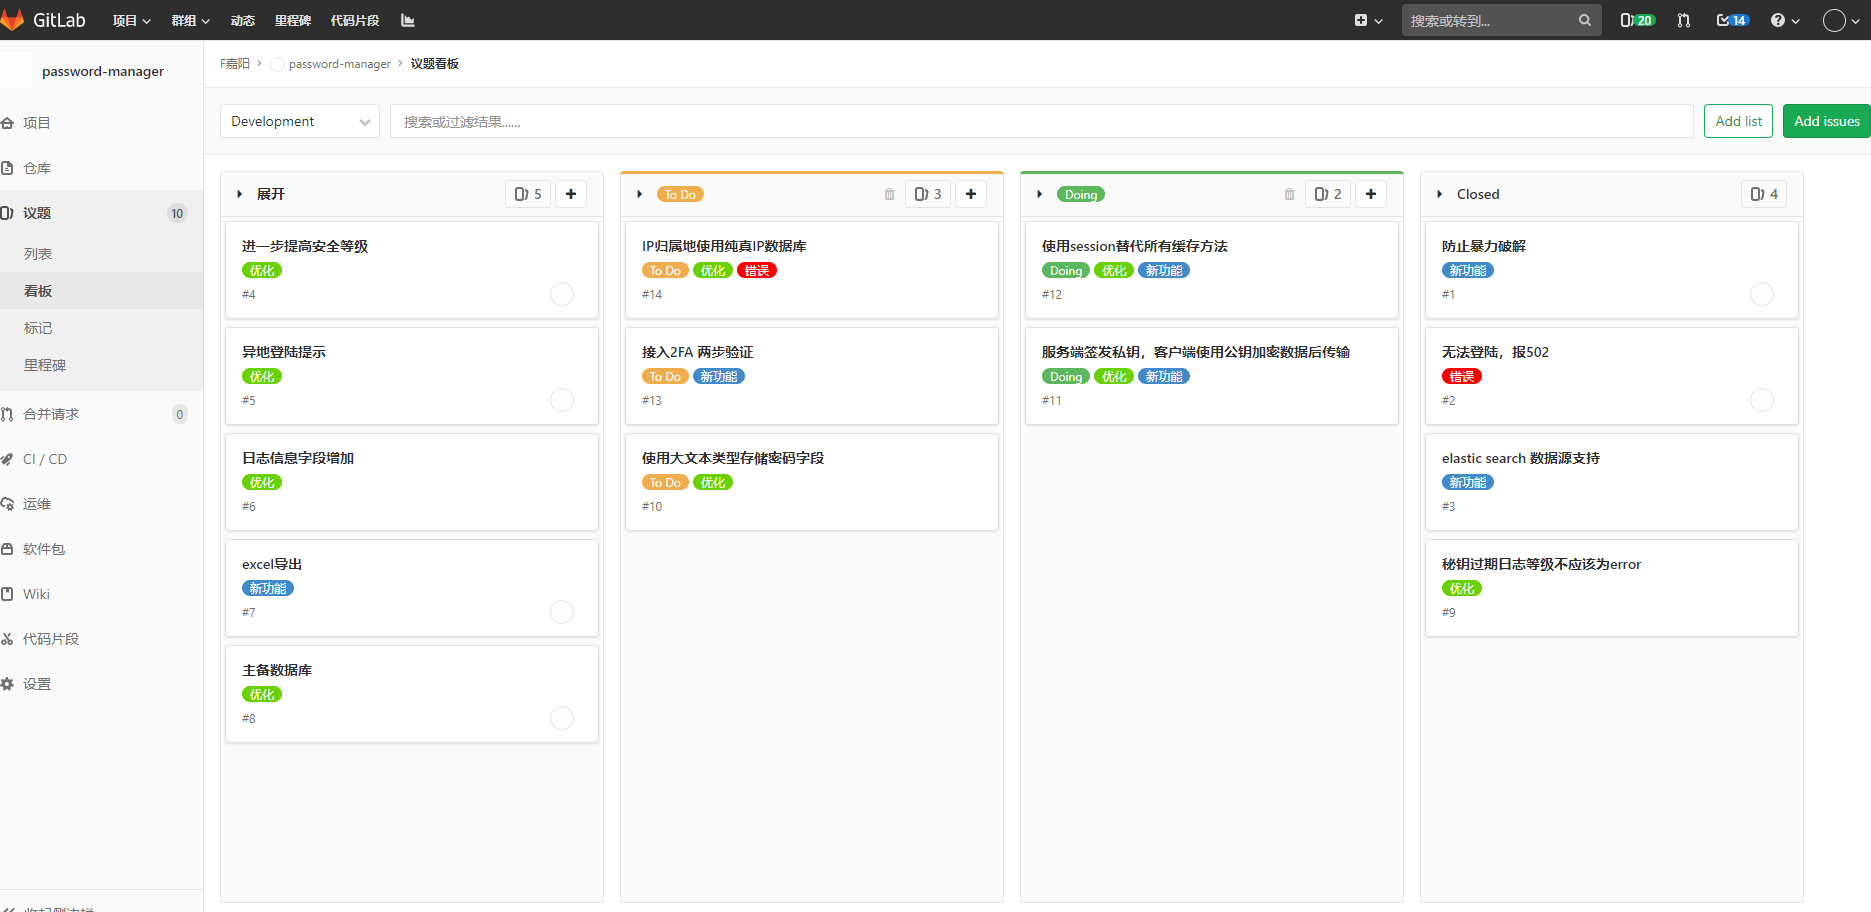 GitLab 项目 群组 动态 里程碑 代码片段 搜索或转到... 20 14
password-manager
F嘉阳 › password-manager › 议题看板
项目
仓库
议题 10
列表
看板
标记
里程碑
合并请求 0
CI / CD
运维
软件包
Wiki
代码片段
设置
收起侧边栏
Development 搜索或过滤结果...... Add list Add issues
展开 5
进一步提高安全等级
优化
#4
异地登陆提示
优化
#5
日志信息字段增加
优化
#6
excel导出
新功能
#7
主备数据库
优化
#8
To Do 3
IP归属地使用纯真IP数据库
To Do 优化 错误
#14
接入2FA 两步验证
To Do 新功能
#13
使用大文本类型存储密码字段
To Do 优化
#10
Doing 2
使用session替代所有缓存方法
Doing 优化 新功能
#12
服务端签发私钥，客户端使用公钥加密数据后传输
Doing 优化 新功能
#11
Closed 4
防止暴力破解
新功能
#1
无法登陆，报502
错误
#2
elastic search 数据源支持
新功能
#3
秘钥过期日志等级不应该为error
优化
#9